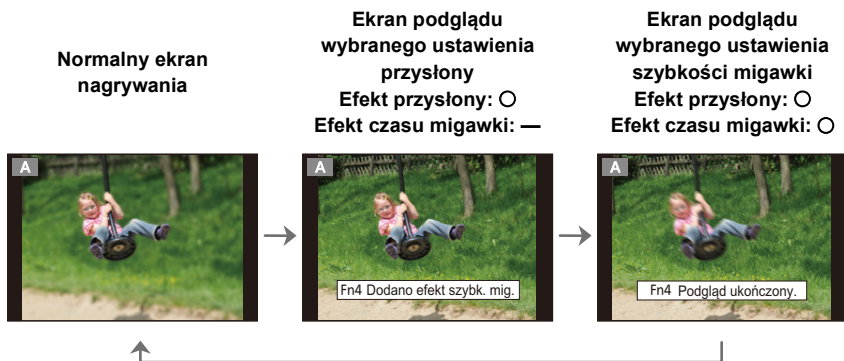 Normalny ekran
nagrywania
Ekran podglądu
wybranego ustawienia
przysłony
Efekt przysłony: ○
Efekt czasu migawki: —
Ekran podglądu
wybranego ustawienia
szybkości migawki
Efekt przysłony: ○
Efekt czasu migawki: ○
A
A
Fn4 Dodano efekt szybk. mig.
A
Fn4 Podgląd ukończony.